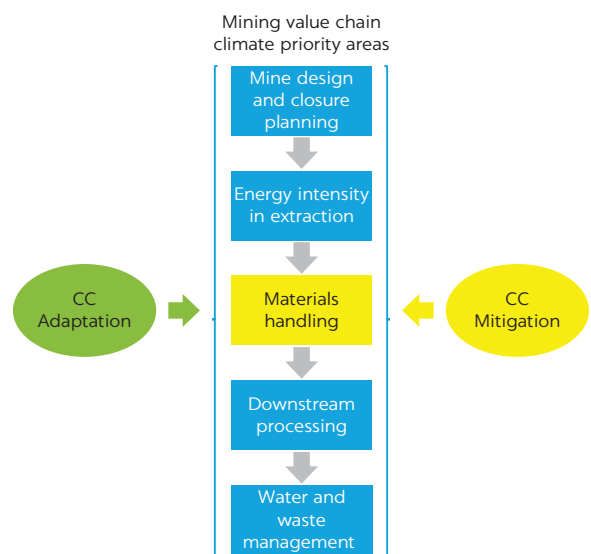 Mining value chain
climate priority areas
Mine design
and closure
planning
Energy intensity
in extraction
CC
Adaptation
Materials
handling
CC
Mitigation
Downstream
processing
Water and
waste
management